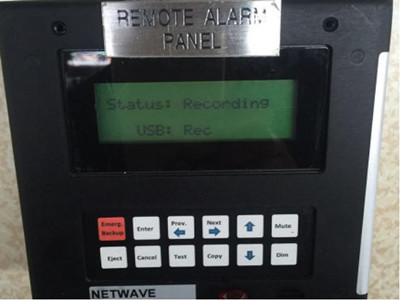 REMOTE ALARM
PANEL
Status: Recording
USB: Rec
Emerg. Backup
Enter
Prev.
Next
Mute
Eject
Cancel
Test
Copy
Dim
NETWAVE